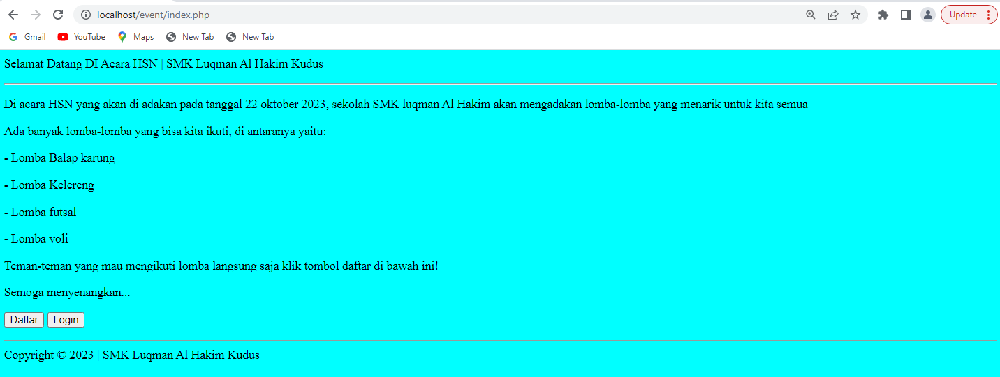 localhost/event/index.php
Update
Gmail YouTube Maps New Tab New Tab
Selamat Datang DI Acara HSN | SMK Luqman Al Hakim Kudus
Di acara HSN yang akan di adakan pada tanggal 22 oktober 2023, sekolah SMK luqman Al Hakim akan mengadakan lomba-lomba yang menarik untuk kita semua
Ada banyak lomba-lomba yang bisa kita ikuti, di antaranya yaitu:
- Lomba Balap karung
- Lomba Kelereng
- Lomba futsal
- Lomba voli
Teman-teman yang mau mengikuti lomba langsung saja klik tombol daftar di bawah ini!
Semoga menyenangkan...
Daftar Login
Copyright © 2023 | SMK Luqman Al Hakim Kudus